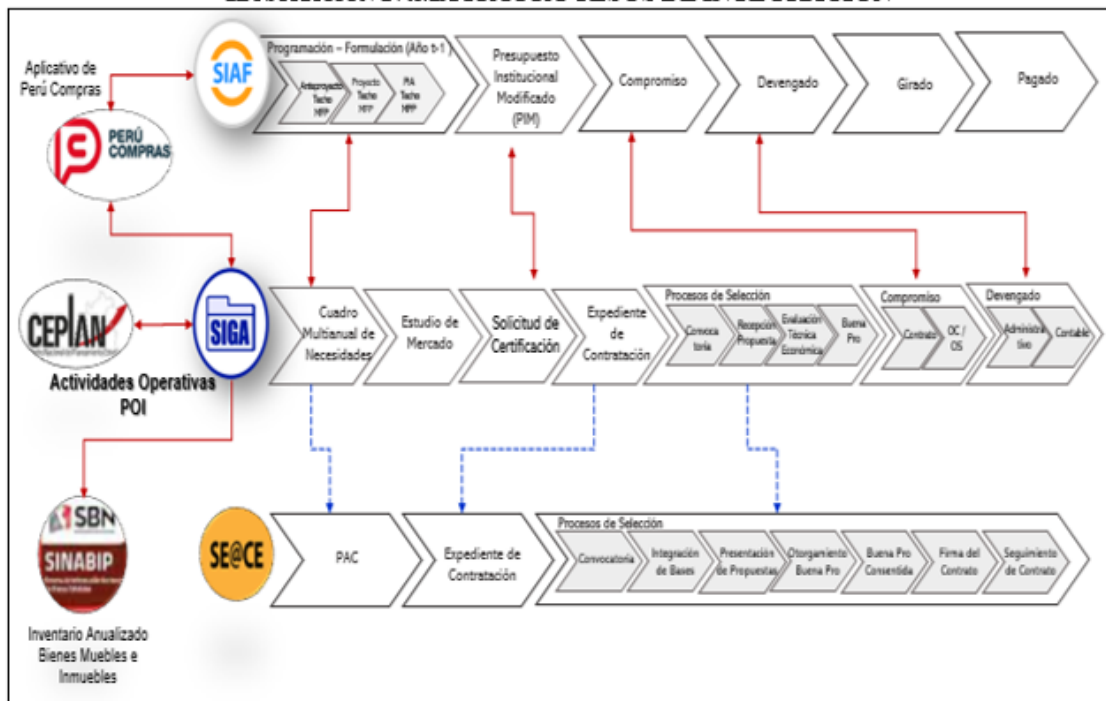 Programación – Formulación (Año t-1 )
SIAF
Anteproyecto
Techo
MPP
Proyecto
Techo
MPP
PIA
Techo
MPP
Presupuesto
Institucional
Modificado
(PIM)
Compromiso
Devengado
Girado
Pagado
Aplicativo de
Perú Compras
PERÚ
COMPRAS
CEPLAN
SIGA
Actividades Operativas
POI
Cuadro
Multianual de
Necesidades
Estudio de
Mercado
Solicitud de
Certificación
Expediente
de
Contratación
Procesos de Selección
Convoca
toria
Recepción
Propuesta
Evaluación
Técnica
Económica
Buena
Pro
Compromiso
Contrato
OC /
OS
Devengado
Administra
tivo
Contable
SBN
SINABIP
Inventario Anualizado
Bienes Muebles e
Inmuebles
SE@CE
PAC
Expediente de
Contratación
Procesos de Selección
Convocatoria
Integración
de Bases
Presentación
de Propuestas
Otorgamiento
Buena Pro
Buena Pro
Consentida
Firma del
Contrato
Seguimiento
de Contrato